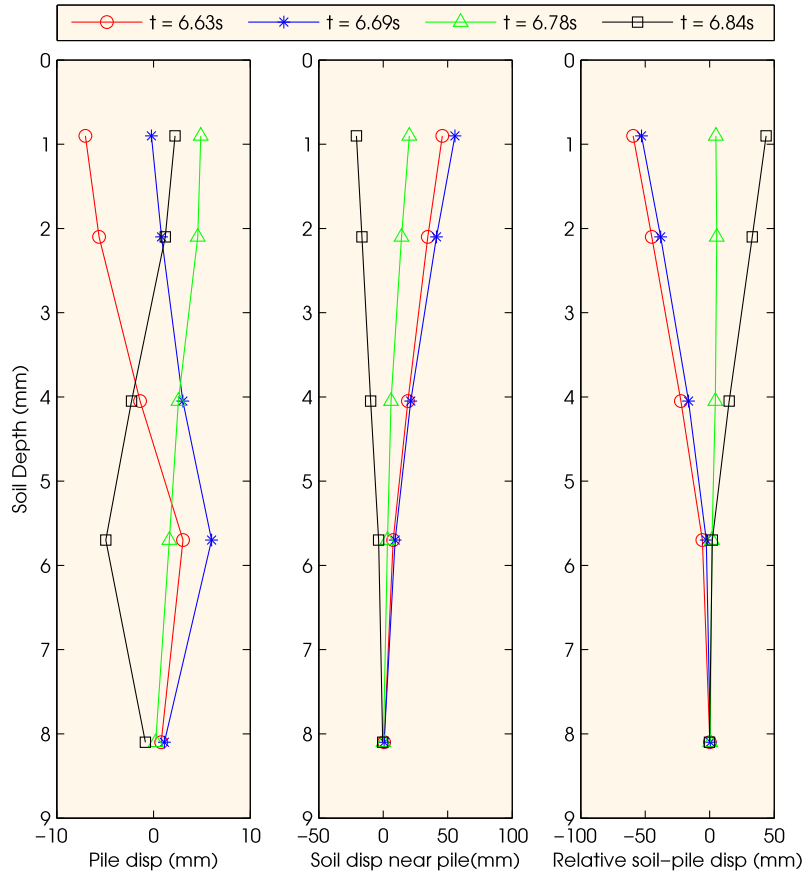 t = 6.63s t = 6.69s t = 6.78s t = 6.84s
0 0 0
1 1 1
2 2 2
3 3 3
4 4 4
5 5 5
6 6 6
7 7 7
8 8 8
9 9 9
Soil Depth (mm)
−10 0 10 −50 0 50 100 −100 −50 0 50
Pile disp (mm) Soil disp near pile(mm) Relative soil−pile disp (mm)